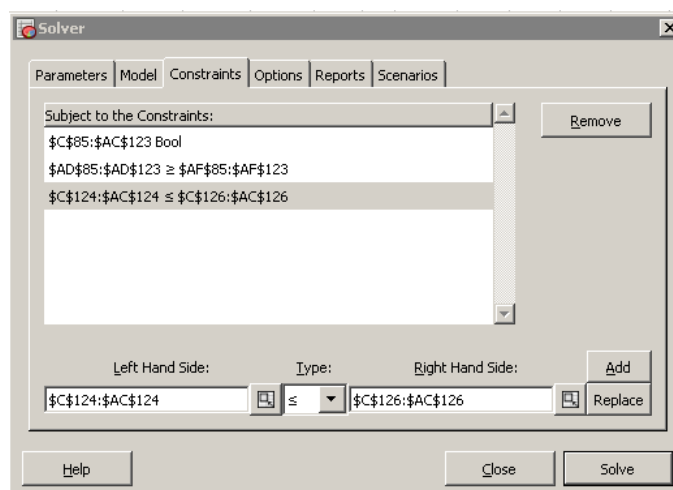 Solver
Parameters Model Constraints Options Reports Scenarios
Subject to the Constraints:
Remove
$C$85:$AC$123 Bool
$AD$85:$AD$123 ≥ $AF$85:$AF$123
$C$124:$AC$124 ≤ $C$126:$AC$126
Left Hand Side: Type: Right Hand Side: Add
$C$124:$AC$124 ≤ $C$126:$AC$126 Replace
Help Close Solve